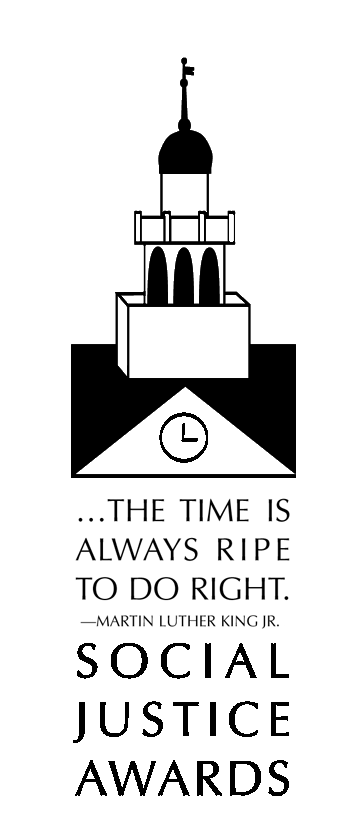 ...THE TIME IS
ALWAYS RIPE
TO DO RIGHT.
—MARTIN LUTHER KING JR.
SOCIAL
JUSTICE
AWARDS